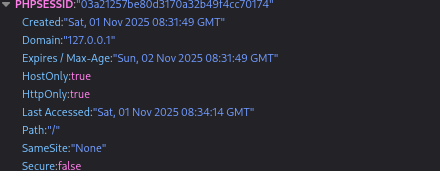 PHPSESSID:"03a21257be80d3170a32b49f4cc70174"
Created:"Sat, 01 Nov 2025 08:31:49 GMT"
Domain:"127.0.0.1"
Expires / Max-Age:"Sun, 02 Nov 2025 08:31:49 GMT"
HostOnly:true
HttpOnly:true
Last Accessed:"Sat, 01 Nov 2025 08:34:14 GMT"
Path:"/"
SameSite:"None"
Secure:false